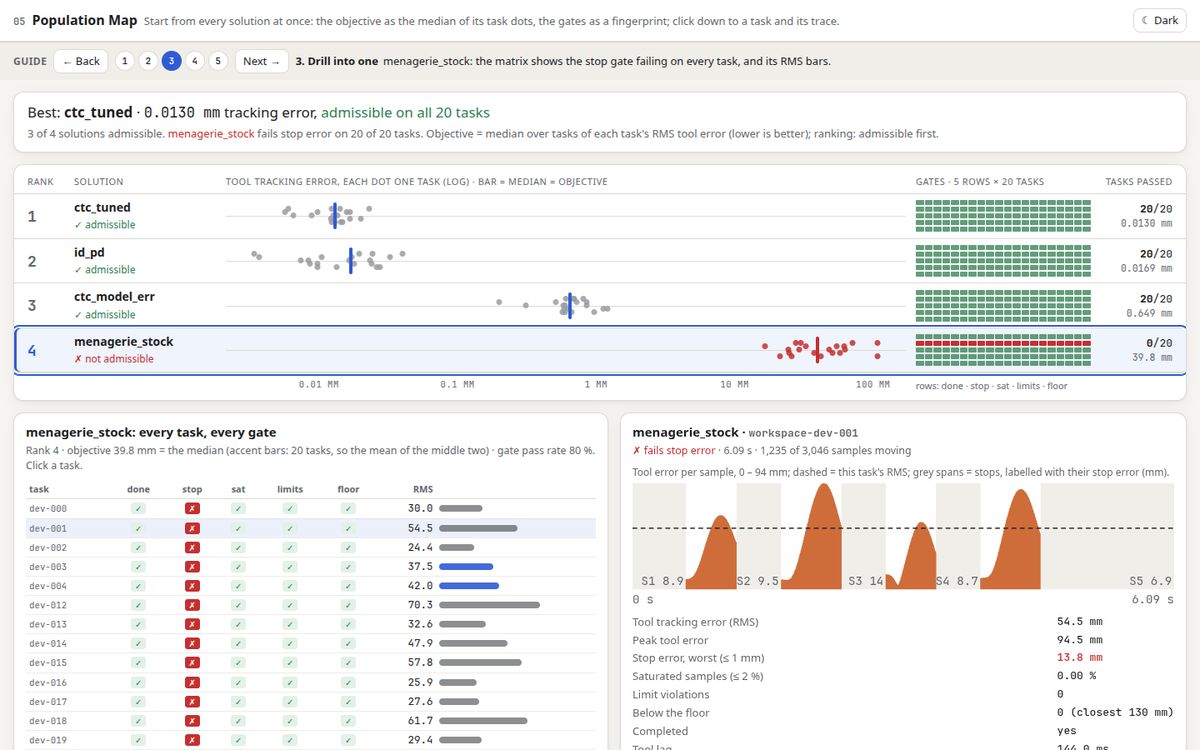 05 Population Map Start from every solution at once: the objective as the median of its task dots, the gates as a fingerprint; click down to a task and its trace. ☾ Dark
GUIDE ← Back 1 2 3 4 5 Next → 3. Drill into one menagerie_stock: the matrix shows the stop gate failing on every task, and its RMS bars.
Best: ctc_tuned · 0.0130 mm tracking error, admissible on all 20 tasks
3 of 4 solutions admissible. menagerie_stock fails stop error on 20 of 20 tasks. Objective = median over tasks of each task's RMS tool error (lower is better); ranking: admissible first.
RANK SOLUTION TOOL TRACKING ERROR, EACH DOT ONE TASK (LOG) · BAR = MEDIAN = OBJECTIVE GATES · 5 ROWS × 20 TASKS TASKS PASSED
1 ctc_tuned 20/20
✓ admissible 0.0130 mm
2 id_pd 20/20
✓ admissible 0.0169 mm
3 ctc_model_err 20/20
✓ admissible 0.649 mm
4 menagerie_stock 0/20
✗ not admissible 39.8 mm
0.01 MM 0.1 MM 1 MM 10 MM 100 MM rows: done · stop · sat · limits · floor
menagerie_stock: every task, every gate
Rank 4 · objective 39.8 mm = the median (accent bars: 20 tasks, so the mean of the middle two) · gate pass rate 80 %.
Click a task.
task done stop sat limits floor RMS
dev-000 ✓ ✗ ✓ ✓ ✓ 30.0
dev-001 ✓ ✗ ✓ ✓ ✓ 54.5
dev-002 ✓ ✗ ✓ ✓ ✓ 24.4
dev-003 ✓ ✗ ✓ ✓ ✓ 37.5
dev-004 ✓ ✗ ✓ ✓ ✓ 42.0
dev-012 ✓ ✗ ✓ ✓ ✓ 70.3
dev-013 ✓ ✗ ✓ ✓ ✓ 32.6
dev-014 ✓ ✗ ✓ ✓ ✓ 47.9
dev-015 ✓ ✗ ✓ ✓ ✓ 57.8
dev-016 ✓ ✗ ✓ ✓ ✓ 25.9
dev-017 ✓ ✗ ✓ ✓ ✓ 27.6
dev-018 ✓ ✗ ✓ ✓ ✓ 61.7
dev-019 ✓ ✗ ✓ ✓ ✓ 29.4
menagerie_stock · workspace-dev-001
✗ fails stop error · 6.09 s · 1,235 of 3,046 samples moving
Tool error per sample, 0 – 94 mm; dashed = this task's RMS; grey spans = stops, labelled with their stop error (mm).
S1 8.9 S2 9.5 S3 14 S4 8.7 S5 6.9
0 s 6.09 s
Tool tracking error (RMS) 54.5 mm
Peak tool error 94.5 mm
Stop error, worst (≤ 1 mm) 13.8 mm
Saturated samples (≤ 2 %) 0.00 %
Limit violations 0
Below the floor 0 (closest 130 mm)
Completed yes
Tool lag 144.0 ms